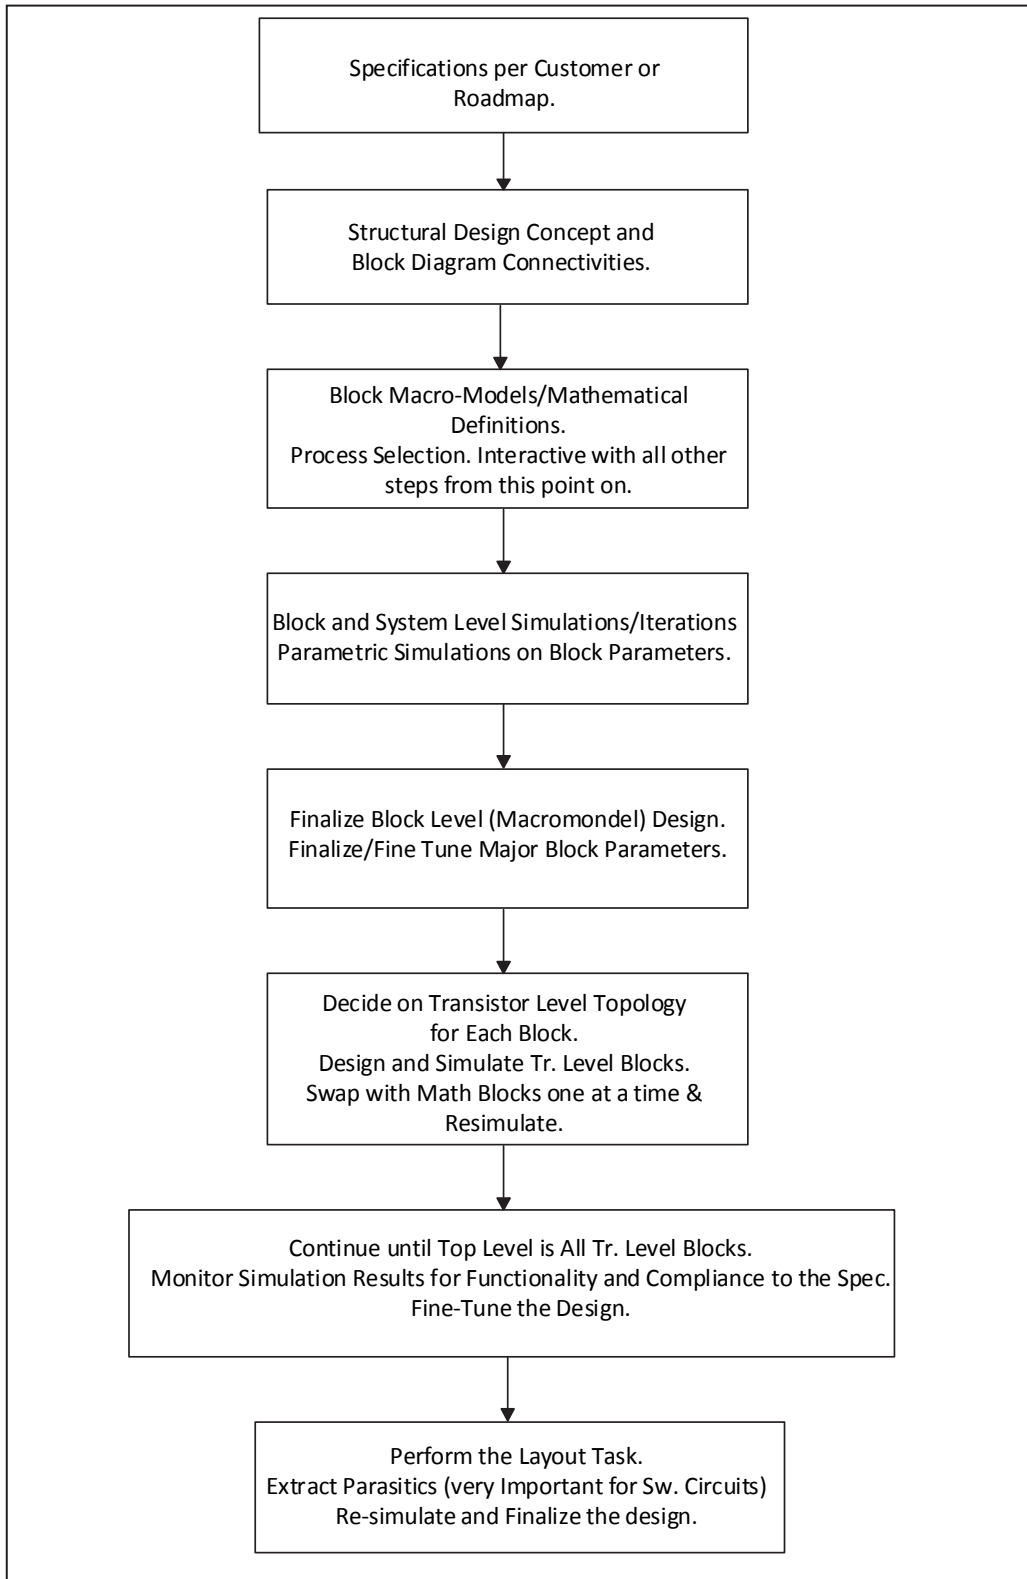 Specifications per Customer or
Roadmap.
Structural Design Concept and
Block Diagram Connectivities.
Block Macro-Models/Mathematical
Definitions.
Process Selection. Interactive with all other
steps from this point on.
Block and System Level Simulations/Iterations
Parametric Simulations on Block Parameters.
Finalize Block Level (Macromondel) Design.
Finalize/Fine Tune Major Block Parameters.
Decide on Transistor Level Topology
for Each Block.
Design and Simulate Tr. Level Blocks.
Swap with Math Blocks one at a time &
Resimulate.
Continue until Top Level is All Tr. Level Blocks.
Monitor Simulation Results for Functionality and Compliance to the Spec.
Fine-Tune the Design.
Perform the Layout Task.
Extract Parasitics (very Important for Sw. Circuits)
Re-simulate and Finalize the design.